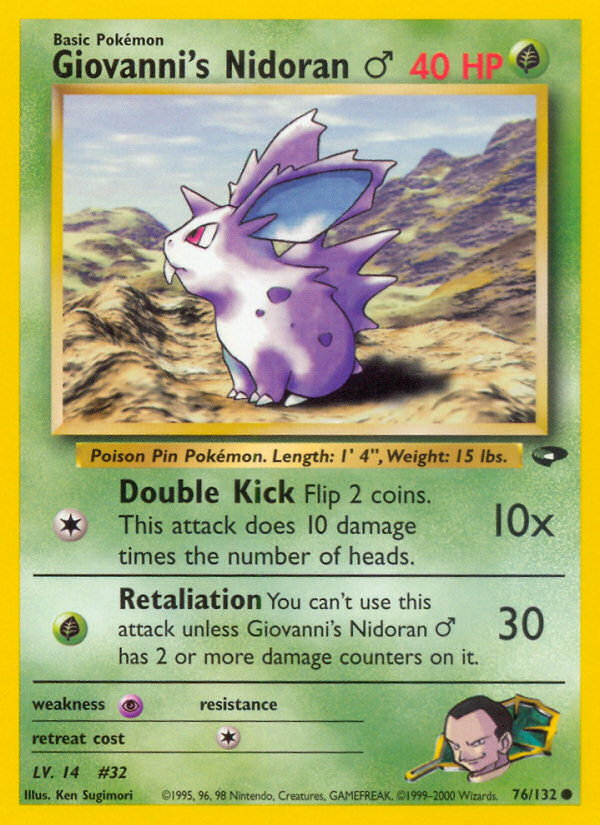 Basic Pokémon
Giovanni's Nidoran ♂ 40 HP
Poison Pin Pokémon. Length: 1' 4", Weight: 15 lbs.
Double Kick Flip 2 coins.
This attack does 10 damage
times the number of heads.
10x
Retaliation You can't use this
attack unless Giovanni's Nidoran ♂
has 2 or more damage counters on it.
30
weakness resistance
retreat cost
LV. 14 #32
Illus. Ken Sugimori ©1995, 96, 98 Nintendo, Creatures, GAMEFREAK. ©1999-2000 Wizards. 76/132